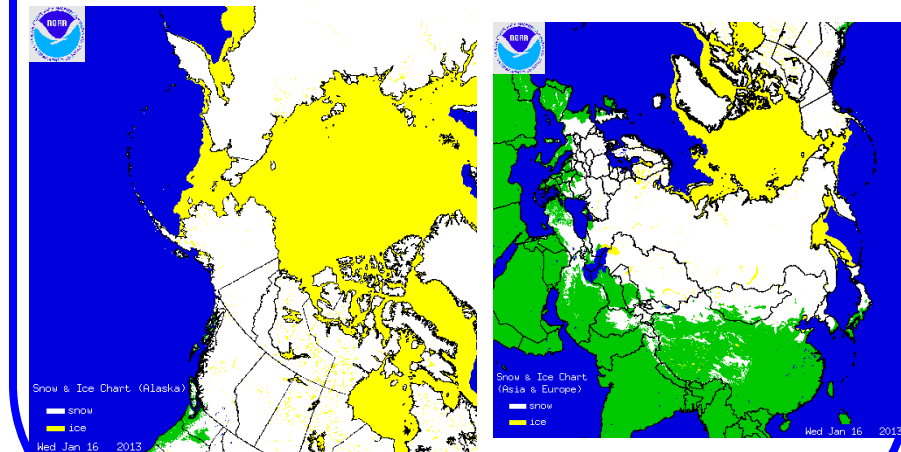 NOAA
Snow & Ice Chart (Alaska)
snow
ice
Wed Jan 16 2013
NOAA
Snow & Ice Chart
(Asia & Europe)
snow
ice
Wed Jan 16 2013